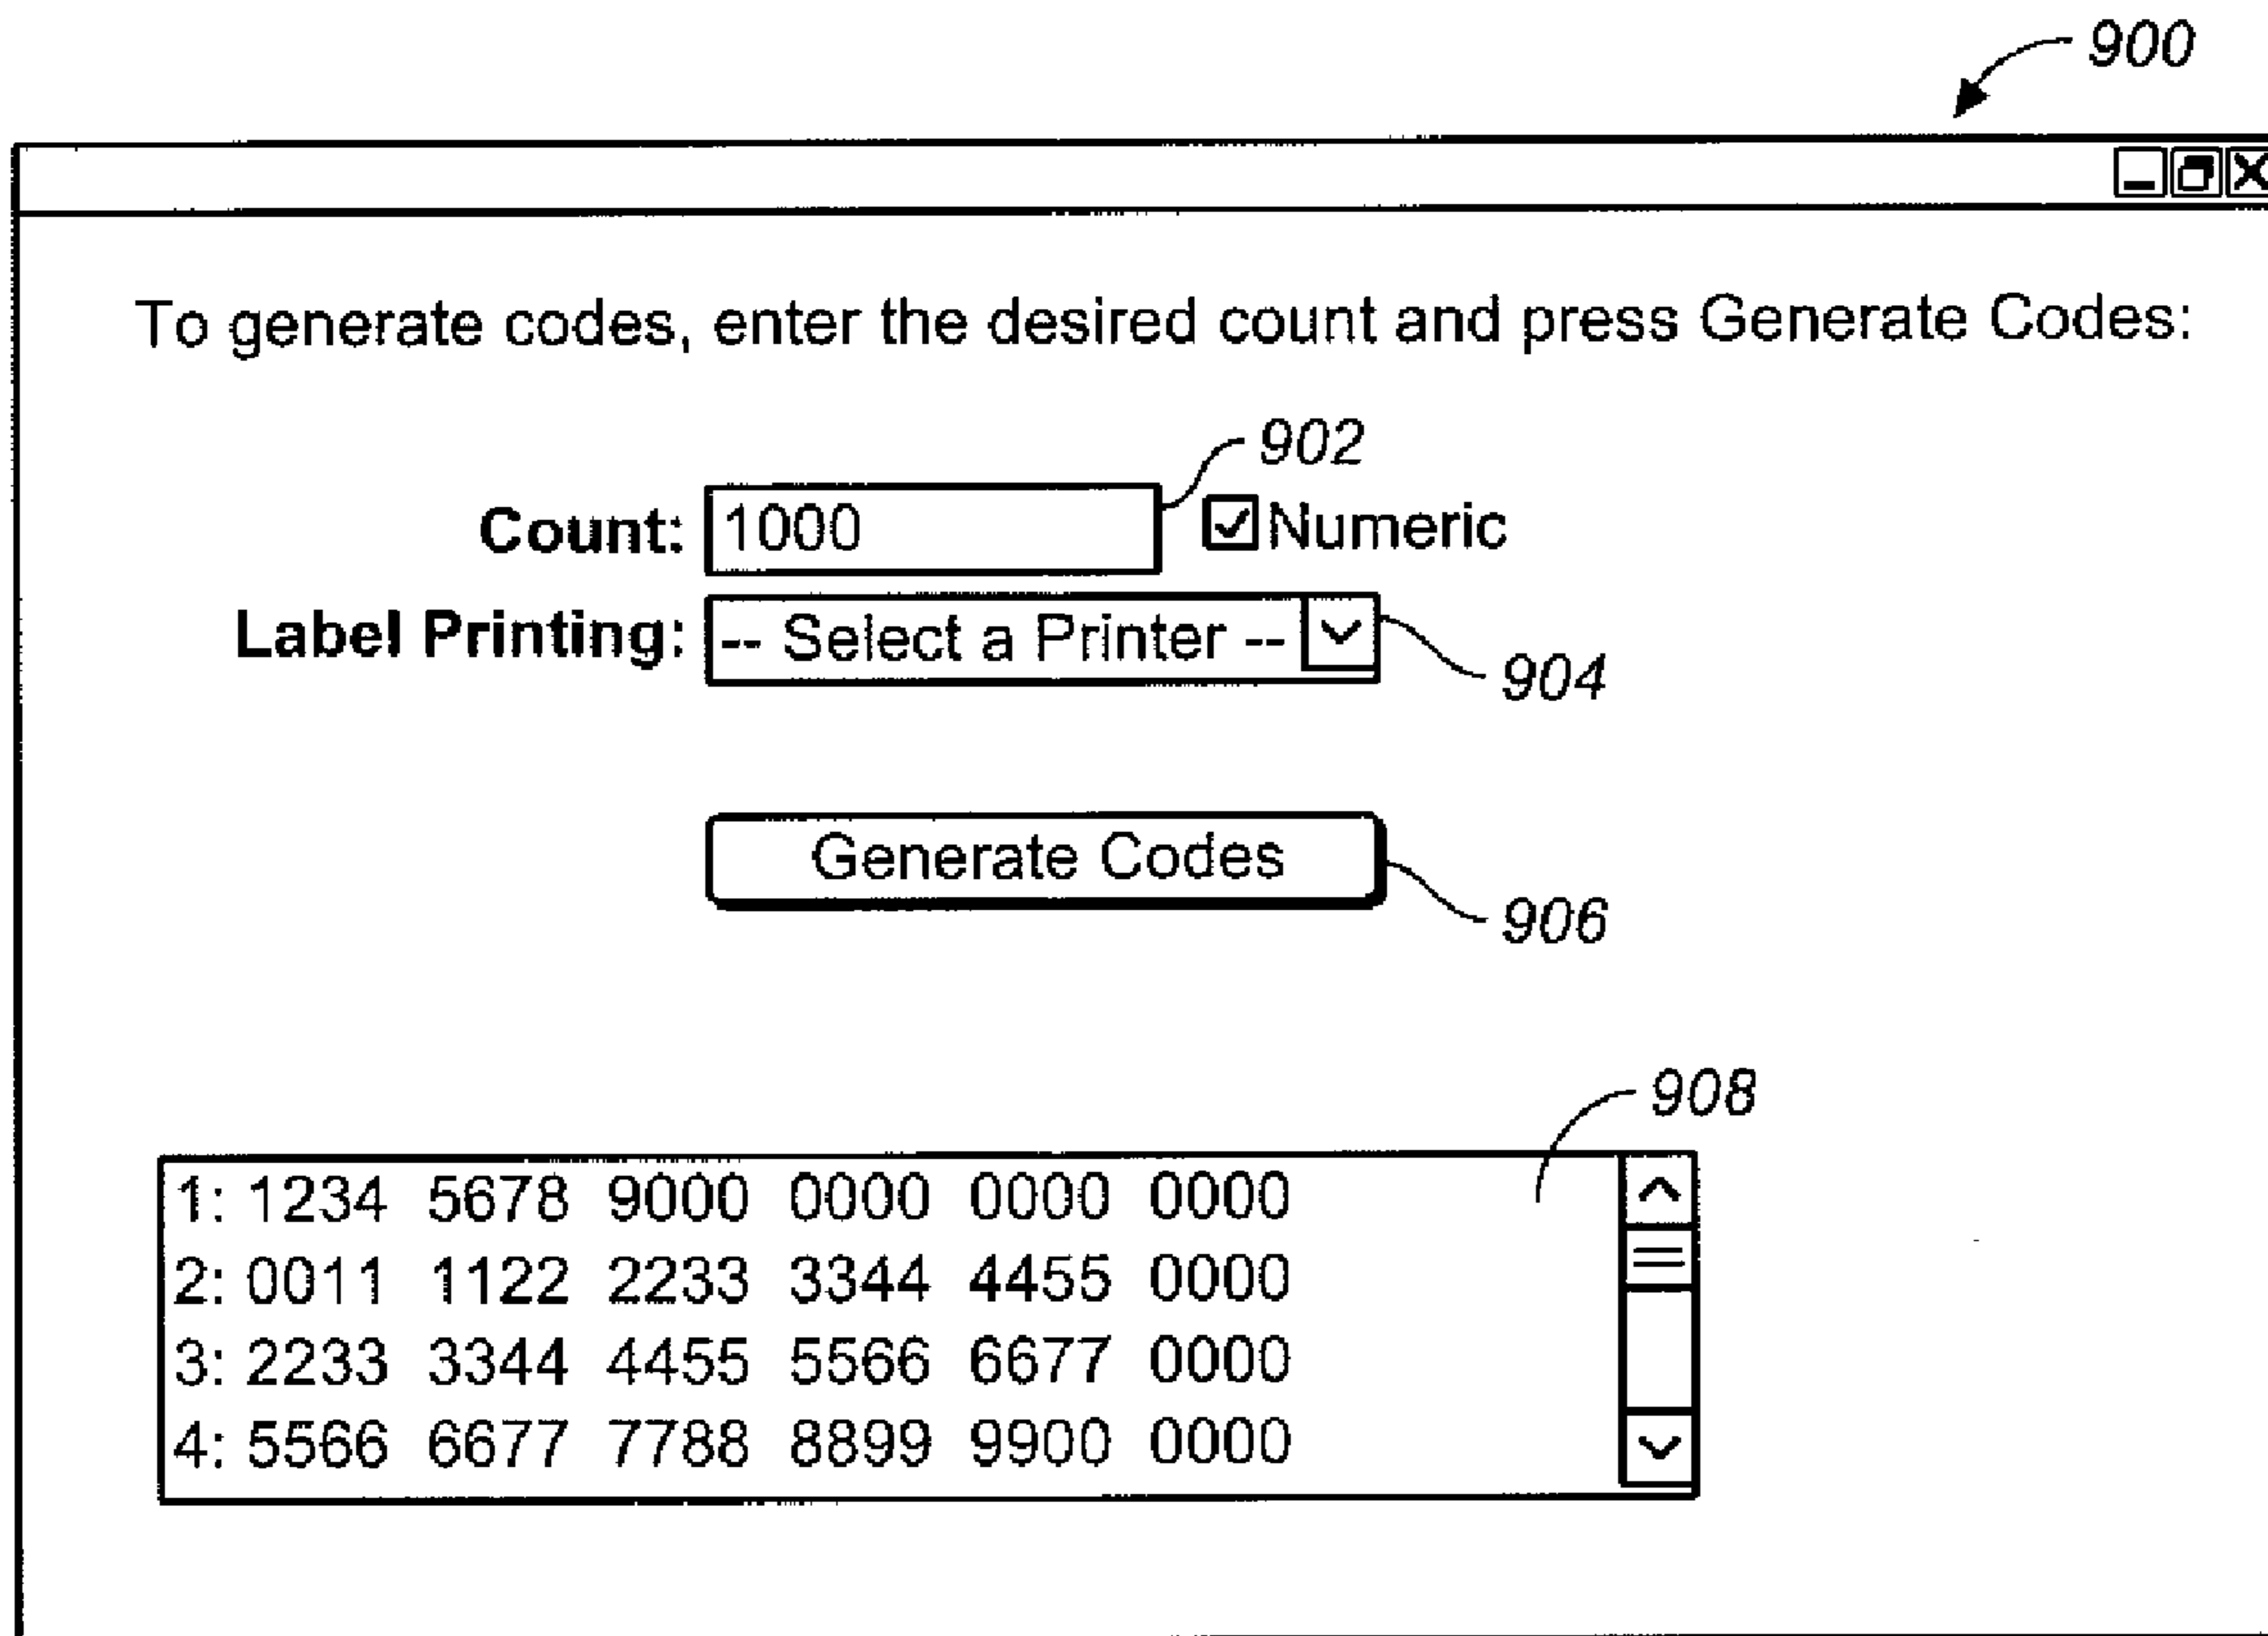 900
To generate codes, enter the desired count and press Generate Codes:
902
Count: 1000 Numeric
Label Printing: -- Select a Printer --
904
Generate Codes
906
908
1: 1234 5678 9000 0000 0000 0000
2: 0011 1122 2233 3344 4455 0000
3: 2233 3344 4455 5566 6677 0000
4: 5566 6677 7788 8899 9900 0000